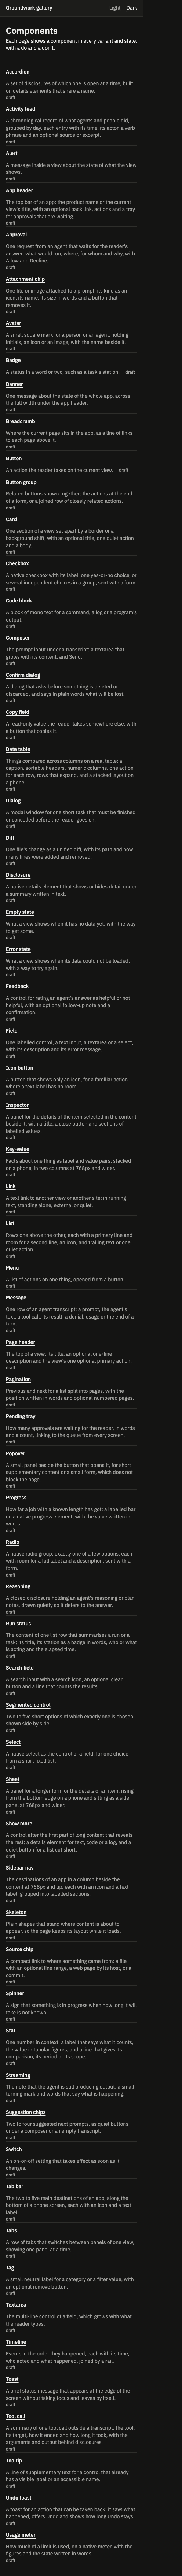 Groundwork gallery
Light
Dark
Components
Each page shows a component in every variant and state,
with a do and a don't.
Accordion
A set of disclosures of which one is open at a time, built
on details elements that share a name.
draft
Activity feed
A chronological record of what agents and people did,
grouped by day, each entry with its time, its actor, a verb
phrase and an optional source or excerpt.
draft
Alert
A message inside a view about the state of what the view
shows.
draft
App header
The top bar of an app: the product name or the current
view's title, with an optional back link, actions and a tray
for approvals that are waiting.
draft
Approval
One request from an agent that waits for the reader's
answer: what would run, where, for whom and why, with
Allow and Decline.
draft
Attachment chip
One file or image attached to a prompt: its kind as an
icon, its name, its size in words and a button that
removes it.
draft
Avatar
A small square mark for a person or an agent, holding
initials, an icon or an image, with the name beside it.
draft
Badge
A status in a word or two, such as a task's station.
draft
Banner
One message about the state of the whole app, across
the full width under the app header.
draft
Breadcrumb
Where the current page sits in the app, as a line of links
to each page above it.
draft
Button
An action the reader takes on the current view.
draft
Button group
Related buttons shown together: the actions at the end
of a form, or a joined row of closely related actions.
draft
Card
One section of a view set apart by a border or a
background shift, with an optional title, one quiet action
and a body.
draft
Checkbox
A native checkbox with its label: one yes-or-no choice, or
several independent choices in a group, sent with a form.
draft
Code block
A block of mono text for a command, a log or a program's
output.
draft
Composer
The prompt input under a transcript: a textarea that
grows with its content, and Send.
draft
Confirm dialog
A dialog that asks before something is deleted or
discarded, and says in plain words what will be lost.
draft
Copy field
A read-only value the reader takes somewhere else, with
a button that copies it.
draft
Data table
Things compared across columns on a real table: a
caption, sortable headers, numeric columns, one action
for each row, rows that expand, and a stacked layout on
a phone.
draft
Dialog
A modal window for one short task that must be finished
or cancelled before the reader goes on.
draft
Diff
One file's change as a unified diff, with its path and how
many lines were added and removed.
draft
Disclosure
A native details element that shows or hides detail under
a summary written in text.
draft
Empty state
What a view shows when it has no data yet, with the way
to get some.
draft
Error state
What a view shows when its data could not be loaded,
with a way to try again.
draft
Feedback
A control for rating an agent's answer as helpful or not
helpful, with an optional follow-up note and a
confirmation.
draft
Field
One labelled control, a text input, a textarea or a select,
with its description and its error message.
draft
Icon button
A button that shows only an icon, for a familiar action
where a text label has no room.
draft
Inspector
A panel for the details of the item selected in the content
beside it, with a title, a close button and sections of
labelled values.
draft
Key-value
Facts about one thing as label and value pairs: stacked
on a phone, in two columns at 768px and wider.
draft
Link
A text link to another view or another site: in running
text, standing alone, external or quiet.
draft
List
Rows one above the other, each with a primary line and
room for a second line, an icon, and trailing text or one
quiet action.
draft
Menu
A list of actions on one thing, opened from a button.
draft
Message
One row of an agent transcript: a prompt, the agent's
text, a tool call, its result, a denial, usage or the end of a
turn.
draft
Page header
The top of a view: its title, an optional one-line
description and the view's one optional primary action.
draft
Pagination
Previous and next for a list split into pages, with the
position written in words and optional numbered pages.
draft
Pending tray
How many approvals are waiting for the reader, in words
and a count, linking to the queue from every screen.
draft
Popover
A small panel beside the button that opens it, for short
supplementary content or a small form, which does not
block the page.
draft
Progress
How far a job with a known length has got: a labelled bar
on a native progress element, with the value written in
words.
draft
Radio
A native radio group: exactly one of a few options, each
with room for a full label and a description, sent with a
form.
draft
Reasoning
A closed disclosure holding an agent's reasoning or plan
notes, drawn quietly so it defers to the answer.
draft
Run status
The content of one list row that summarises a run or a
task: its title, its station as a badge in words, or who or what
is acting and the elapsed time.
draft
Search field
A search input with a search icon, an optional clear
button and a line that counts the results.
draft
Segmented control
Two to five short options of which exactly one is chosen,
shown side by side.
draft
Select
A native select as the control of a field, for one choice
from a short fixed list.
draft
Sheet
A panel for a longer form or the details of an item, rising
from the bottom edge on a phone and sitting as a side
panel at 768px and wider.
draft
Show more
A control after the first part of long content that reveals
the rest: a details element for text, code or a log, and a
quiet button for a list cut short.
draft
Sidebar nav
The destinations of an app in a column beside the
content at 768px and up, each with an icon and a text
label, grouped into labelled sections.
draft
Skeleton
Plain shapes that stand where content is about to
appear, so the page keeps its layout while it loads.
draft
Source chip
A compact link to where something came from: a file
with an optional line range, a web page by its host, or a
commit.
draft
Spinner
A sign that something is in progress when how long it will
take is not known.
draft
Stat
One number in context: a label that says what it counts,
the value in tabular figures, and a line that gives its
comparison, its period or its scope.
draft
Streaming
The note that the agent is still producing output: a small
turning mark and words that say what is happening.
draft
Suggestion chips
Two to four suggested next prompts, as quiet buttons
under a composer or an empty transcript.
draft
Switch
An on-or-off setting that takes effect as soon as it
changes.
draft
Tab bar
The two to five main destinations of an app, along the
bottom of a phone screen, each with an icon and a text
label.
draft
Tabs
A row of tabs that switches between panels of one view,
showing one panel at a time.
draft
Tag
A small neutral label for a category or a filter value, with
an optional remove button.
draft
Textarea
The multi-line control of a field, which grows with what
the reader types.
draft
Timeline
Events in the order they happened, each with its time,
who acted and what happened, joined by a rail.
draft
Toast
A brief status message that appears at the edge of the
screen without taking focus and leaves by itself.
draft
Tool call
A summary of one tool call outside a transcript: the tool,
its target, how it ended and how long it took, with the
arguments and output behind disclosures.
draft
Tooltip
A line of supplementary text for a control that already
has a visible label or an accessible name.
draft
Undo toast
A toast for an action that can be taken back: it says what
happened, offers Undo and shows how long Undo stays.
draft
Usage meter
How much of a limit is used, on a native meter, with the
figures and the state written in words.
draft